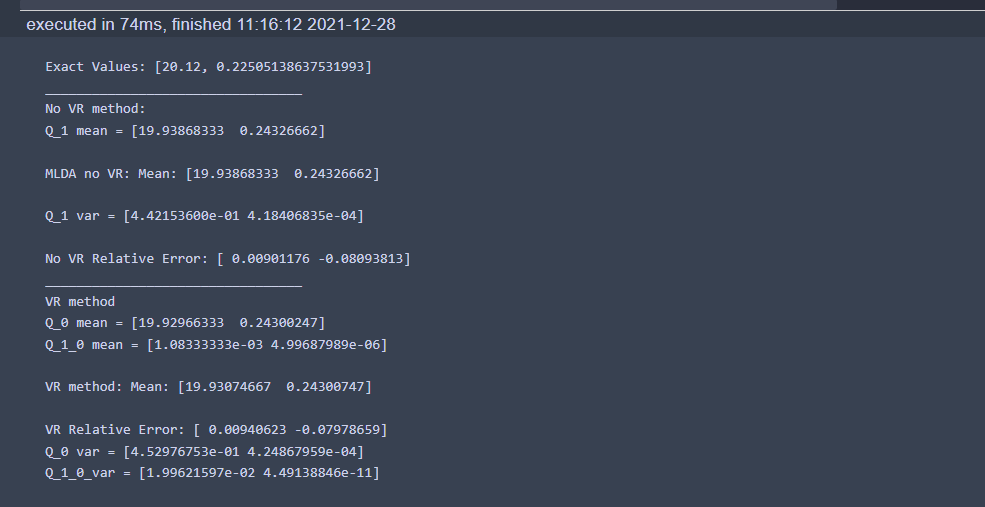 executed in 74ms, finished 11:16:12 2021-12-28
Exact Values: [20.12, 0.22505138637531993]
_________________________________
No VR method:
Q_1 mean = [19.93868333  0.24326662]
MLDA no VR: Mean: [19.93868333  0.24326662]
Q_1 var = [4.42153600e-01 4.18406835e-04]
No VR Relative Error: [ 0.00901176 -0.08093813]
_________________________________
VR method
Q_0 mean = [19.92966333  0.24300247]
Q_1_0 mean = [1.08333333e-03 4.99687989e-06]
VR method: Mean: [19.93074667  0.24300747]
VR Relative Error: [ 0.00940623 -0.07978659]
Q_0 var = [4.52976753e-01 4.24867959e-04]
Q_1_0_var = [1.99621597e-02 4.49138846e-11]